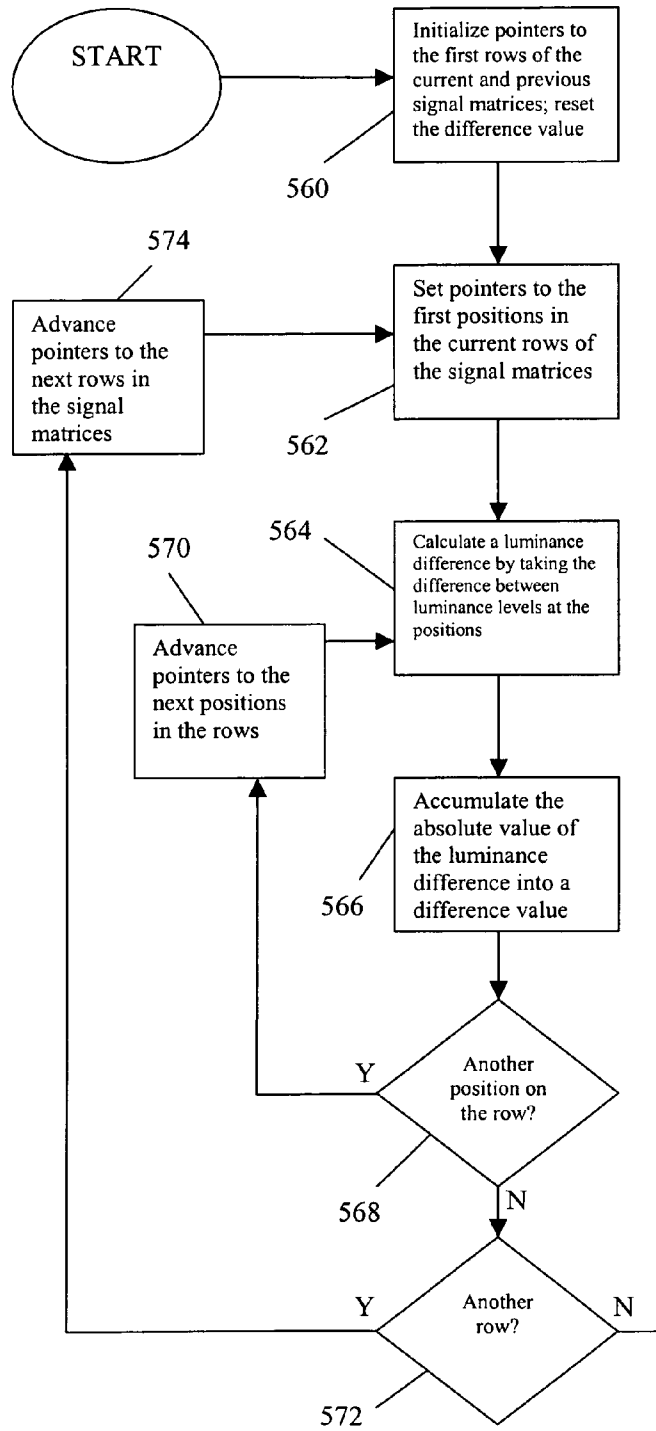 START
Initialize pointers to
the first rows of the
current and previous
signal matrices; reset
the difference value
560
574
Advance
pointers to the
next rows in
the signal
matrices
Set pointers to the
first positions in
the current rows of
the signal matrices
562
564
Calculate a luminance
difference by taking the
difference between
luminance levels at the
positions
570
Advance
pointers to the
next positions
in the rows
Accumulate the
absolute value of
the luminance
difference into a
difference value
566
Y
Another
position on
the row?
568
N
Y
Another
row?
N
572